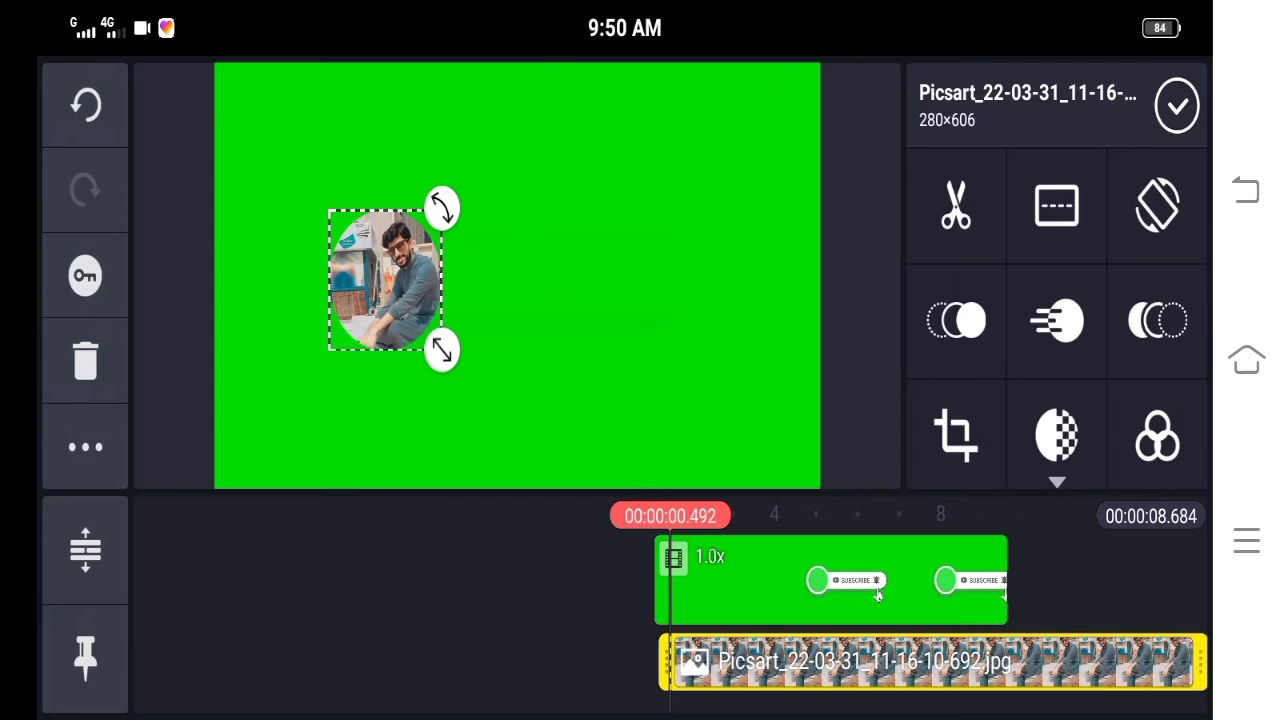 G 4G 9:50 AM 84
Picsart_22-03-31_11-16-...
280×606
00:00:00.492 4 8 00:00:08.684
1.0x
SUBSCRIBE SUBSCRIBE
Picsart_22-03-31_11-16-10-692.jpg